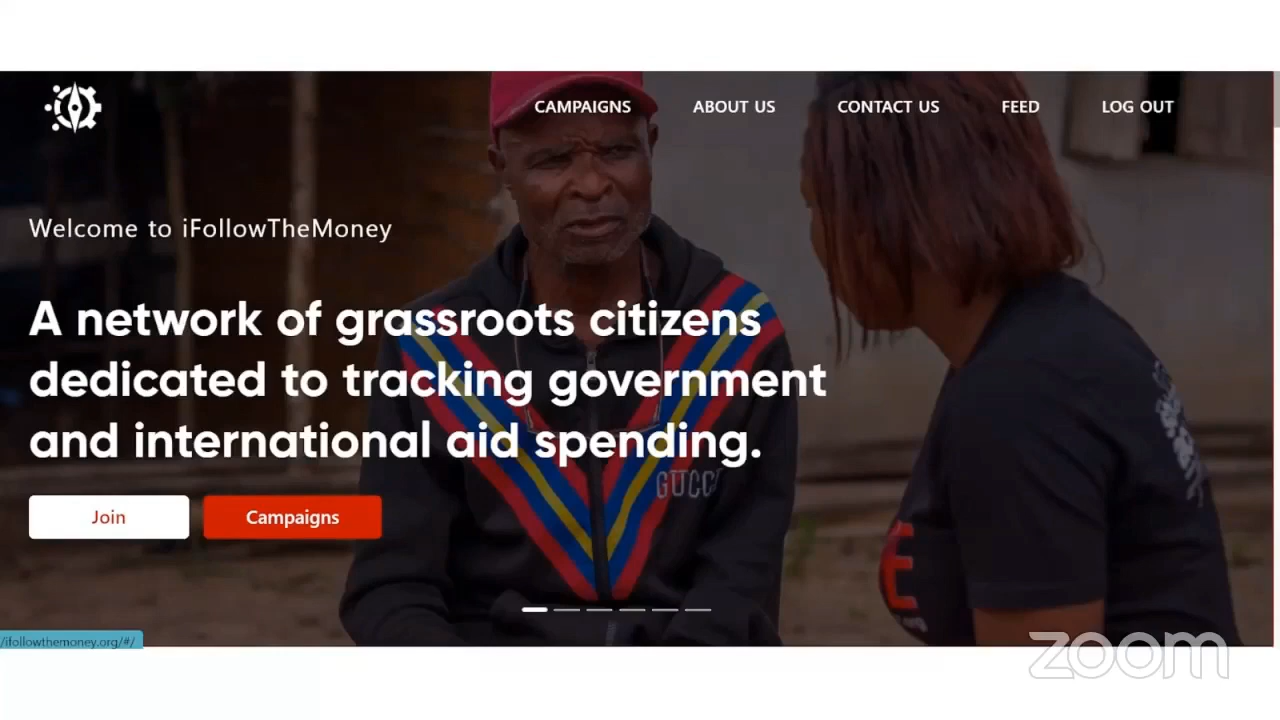 CAMPAIGNS ABOUT US CONTACT US FEED LOG OUT
Welcome to iFollowTheMoney
A network of grassroots citizens
dedicated to tracking government
and international aid spending.
GUCCI
Join Campaigns
/ifollowthemoney.org/#/
zoom